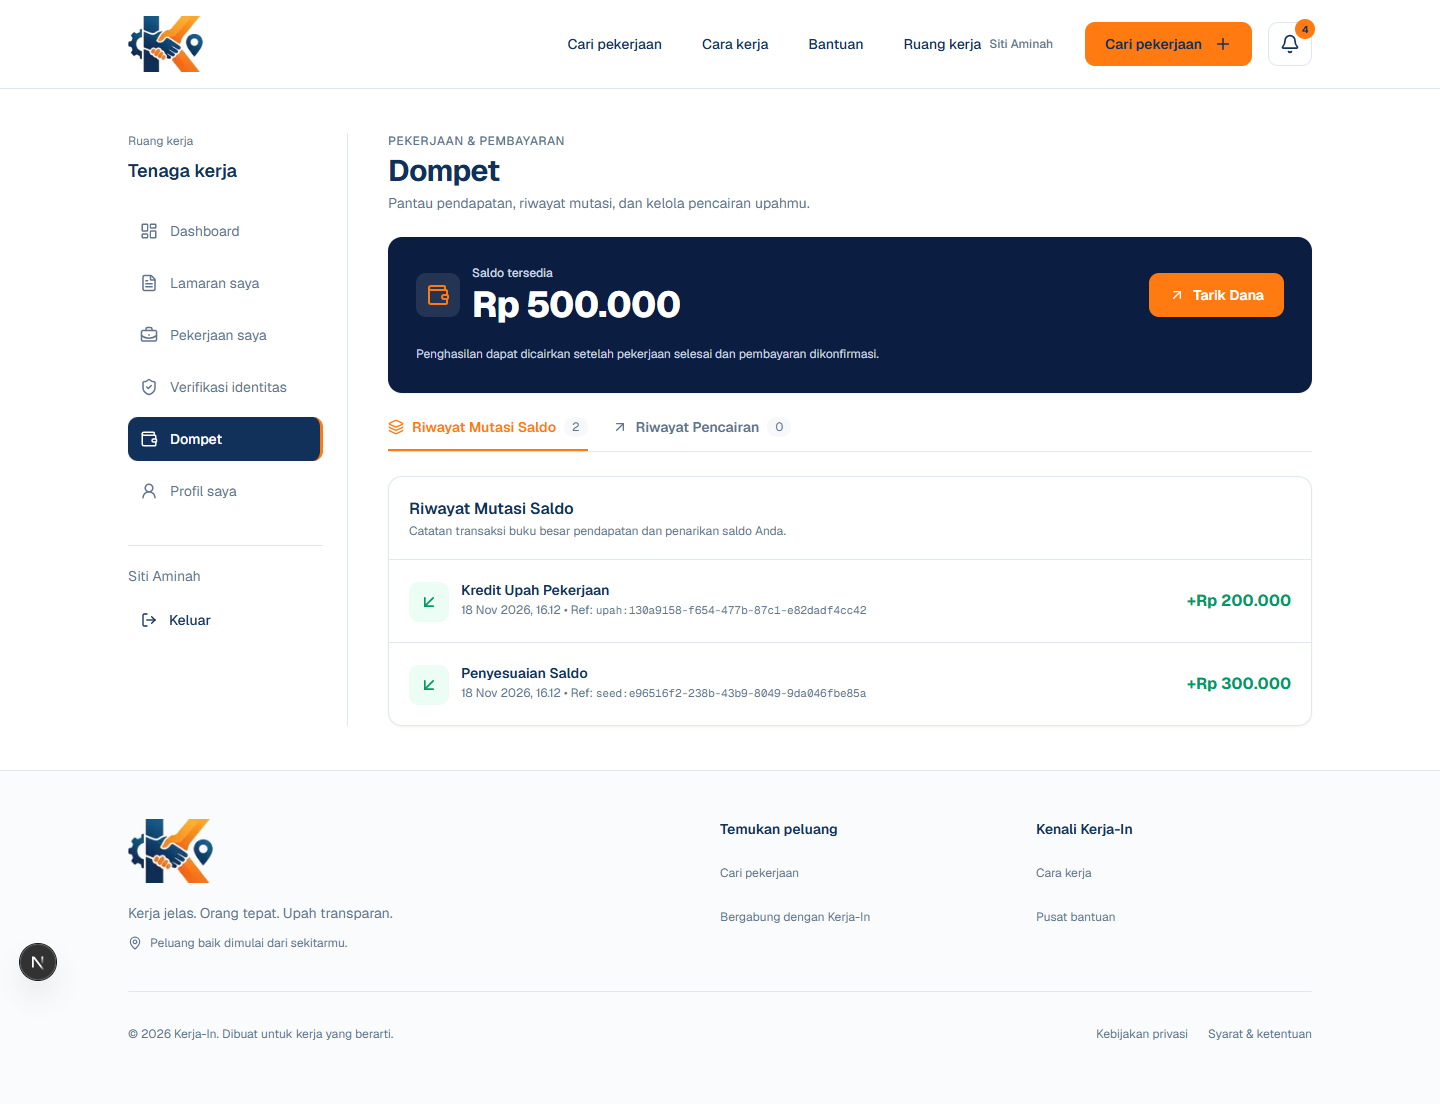 Cari pekerjaan
Cara kerja
Bantuan
Ruang kerja Siti Aminah
Cari pekerjaan +
4
Ruang kerja
Tenaga kerja
Dashboard
Lamaran saya
Pekerjaan saya
Verifikasi identitas
Dompet
Profil saya
Siti Aminah
Keluar
PEKERJAAN & PEMBAYARAN
Dompet
Pantau pendapatan, riwayat mutasi, dan kelola pencairan upahmu.
Saldo tersedia
Rp 500.000
Tarik Dana
Penghasilan dapat dicairkan setelah pekerjaan selesai dan pembayaran dikonfirmasi.
Riwayat Mutasi Saldo 2
Riwayat Pencairan 0
Riwayat Mutasi Saldo
Catatan transaksi buku besar pendapatan dan penarikan saldo Anda.
Kredit Upah Pekerjaan
18 Nov 2026, 16.12 • Ref: upah:130a9158-f654-477b-87c1-e82dadf4cc42
+Rp 200.000
Penyesuaian Saldo
18 Nov 2026, 16.12 • Ref: seed:e96516f2-238b-43b9-8049-9da046fbe85a
+Rp 300.000
Kerja jelas. Orang tepat. Upah transparan.
Peluang baik dimulai dari sekitarmu.
Temukan peluang
Cari pekerjaan
Bergabung dengan Kerja-In
Kenali Kerja-In
Cara kerja
Pusat bantuan
N
© 2026 Kerja-In. Dibuat untuk kerja yang berarti.
Kebijakan privasi
Syarat & ketentuan